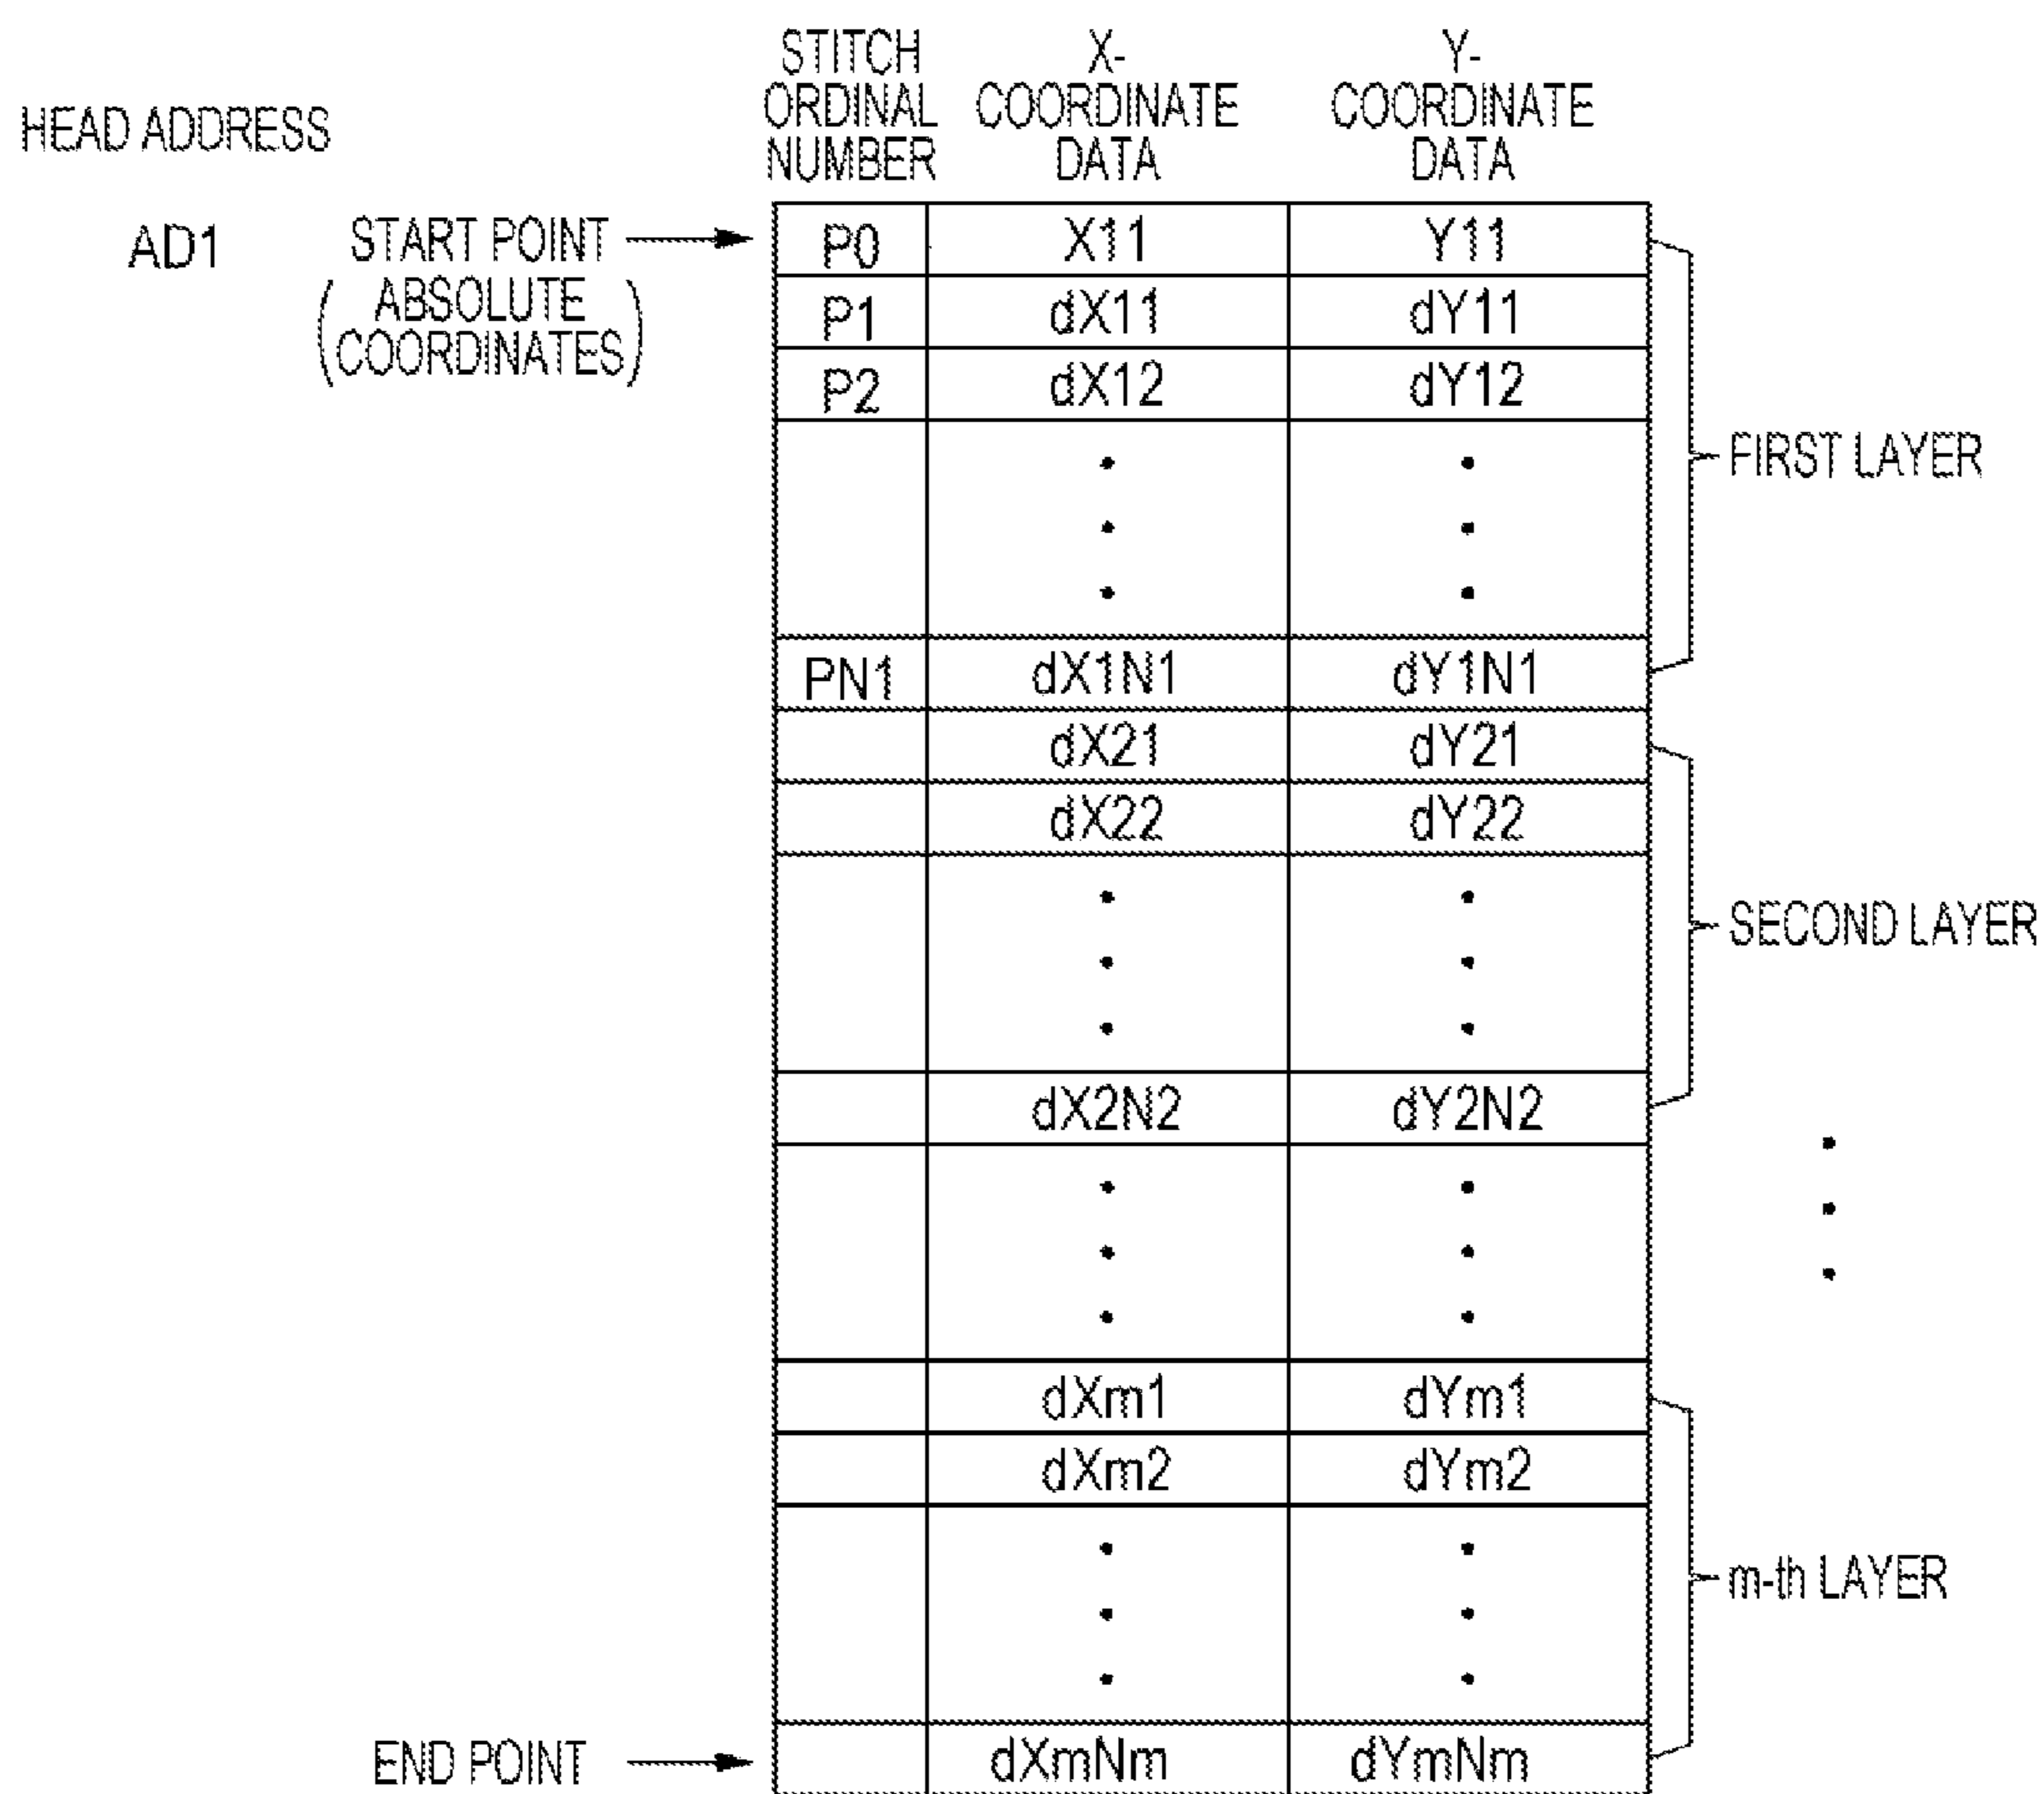 HEAD ADDRESS
STITCH ORDINAL NUMBER
X-COORDINATE DATA
Y-COORDINATE DATA
AD1
START POINT
(ABSOLUTE COORDINATES)
P0 X11 Y11
P1 dX11 dY11
P2 dX12 dY12
FIRST LAYER
PN1 dX1N1 dY1N1
dX21 dY21
dX22 dY22
SECOND LAYER
dX2N2 dY2N2
dXm1 dYm1
dXm2 dYm2
m-th LAYER
END POINT
dXmNm dYmNm